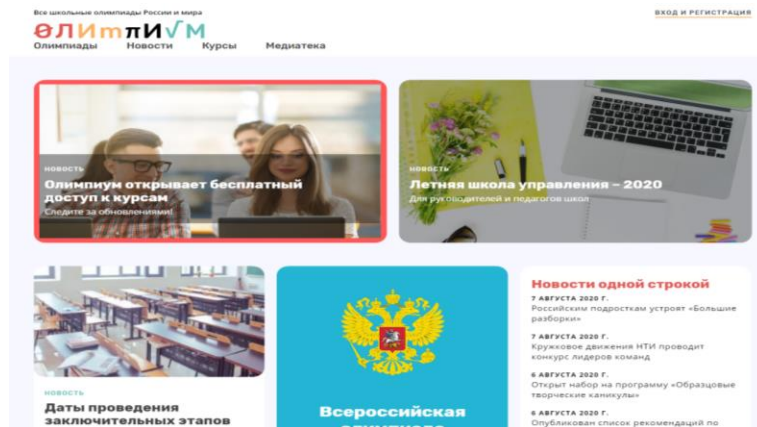 Все школьные олимпиады России и мира
ВХОД И РЕГИСТРАЦИЯ
ОЛИмпИУМ
Олимпиады Новости Курсы Медиатека
НОВОСТЬ
Олимпиум открывает бесплатный
доступ к курсам
Следите за обновлениями!
НОВОСТЬ
Летняя школа управления – 2020
Для руководителей и педагогов школ
НОВОСТЬ
Даты проведения
заключительных этапов
Всероссийская
Новости одной строкой
7 АВГУСТА 2020 Г.
Российским подросткам устроят «Большие
разборки»
7 АВГУСТА 2020 Г.
Кружковое движения НТИ проводит
конкурс лидеров команд
6 АВГУСТА 2020 Г.
Открыт набор на программу «Образцовые
творческие каникулы»
6 АВГУСТА 2020 Г.
Опубликован список рекомендаций по